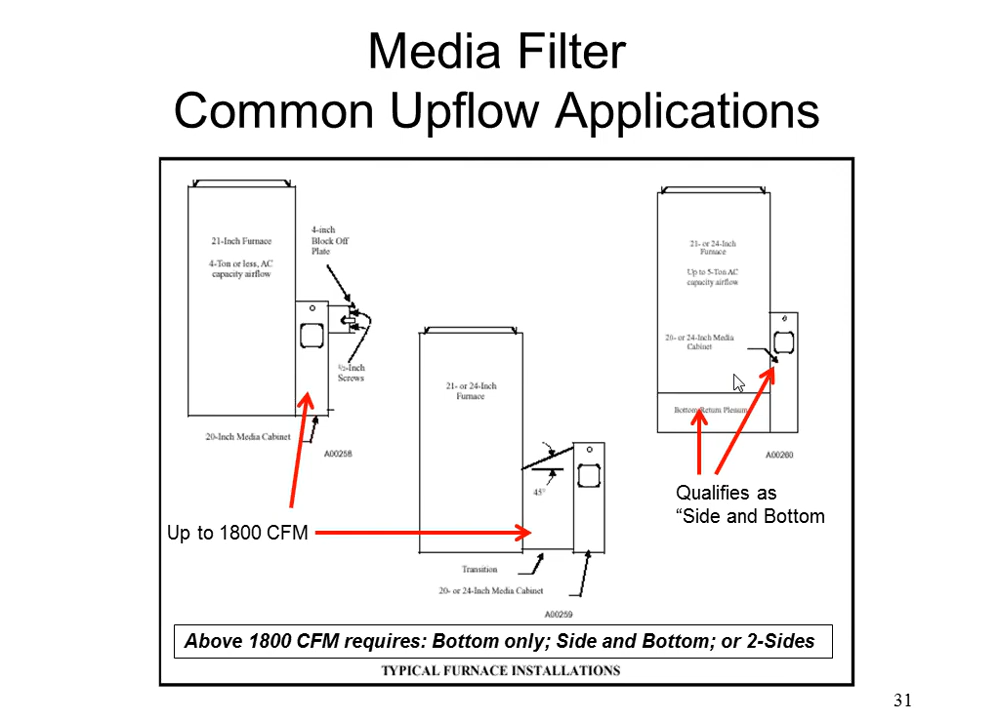 Media Filter
Common Upflow Applications
21-Inch Furnace
4-Ton or less, AC
capacity airflow
4-inch
Block Off
Plate
½-Inch
Screws
20-Inch Media Cabinet
A00258
Up to 1800 CFM
21- or 24-Inch
Furnace
45°
Transition
20- or 24-Inch Media Cabinet
A00259
21- or 24-Inch
Furnace
Up to 5-Ton AC
capacity airflow
20- or 24-Inch Media
Cabinet
Bottom Return Plenum
A00260
Qualifies as
“Side and Bottom
Above 1800 CFM requires: Bottom only; Side and Bottom; or 2-Sides
TYPICAL FURNACE INSTALLATIONS
31